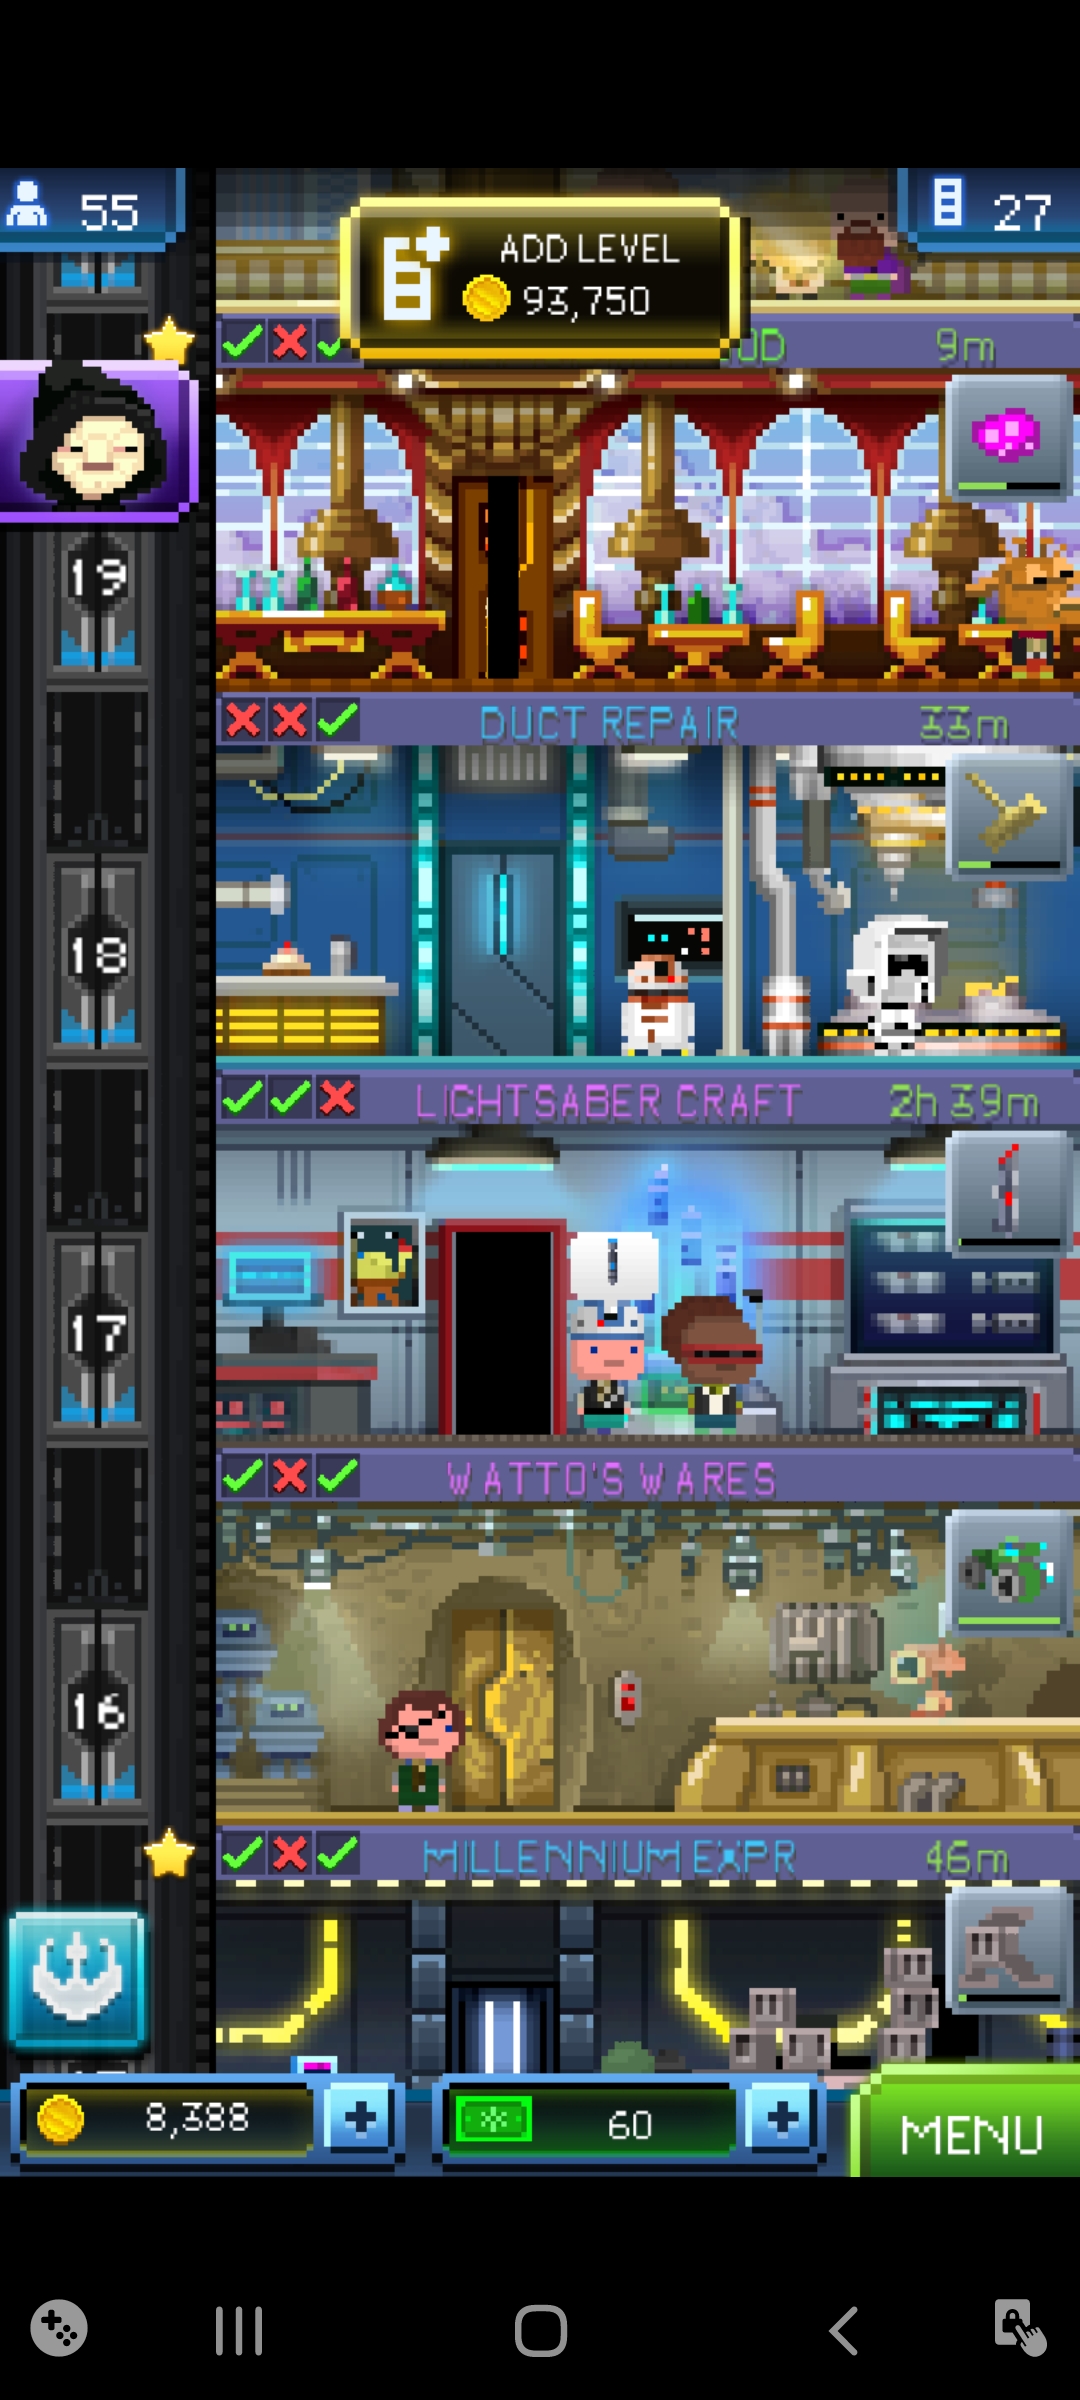 55
27
ADD LEVEL
93,750
9m
19
DUCT REPAIR 33m
18
LIGHTSABER CRAFT 2h 39m
17
WATTO'S WARES
16
MILLENNIUM EXPR 46m
8,388
60
MENU